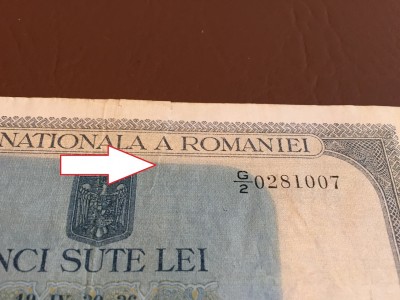 NATIONALA A ROMANIEI
G/2 0281007
NCI SUTE LEI